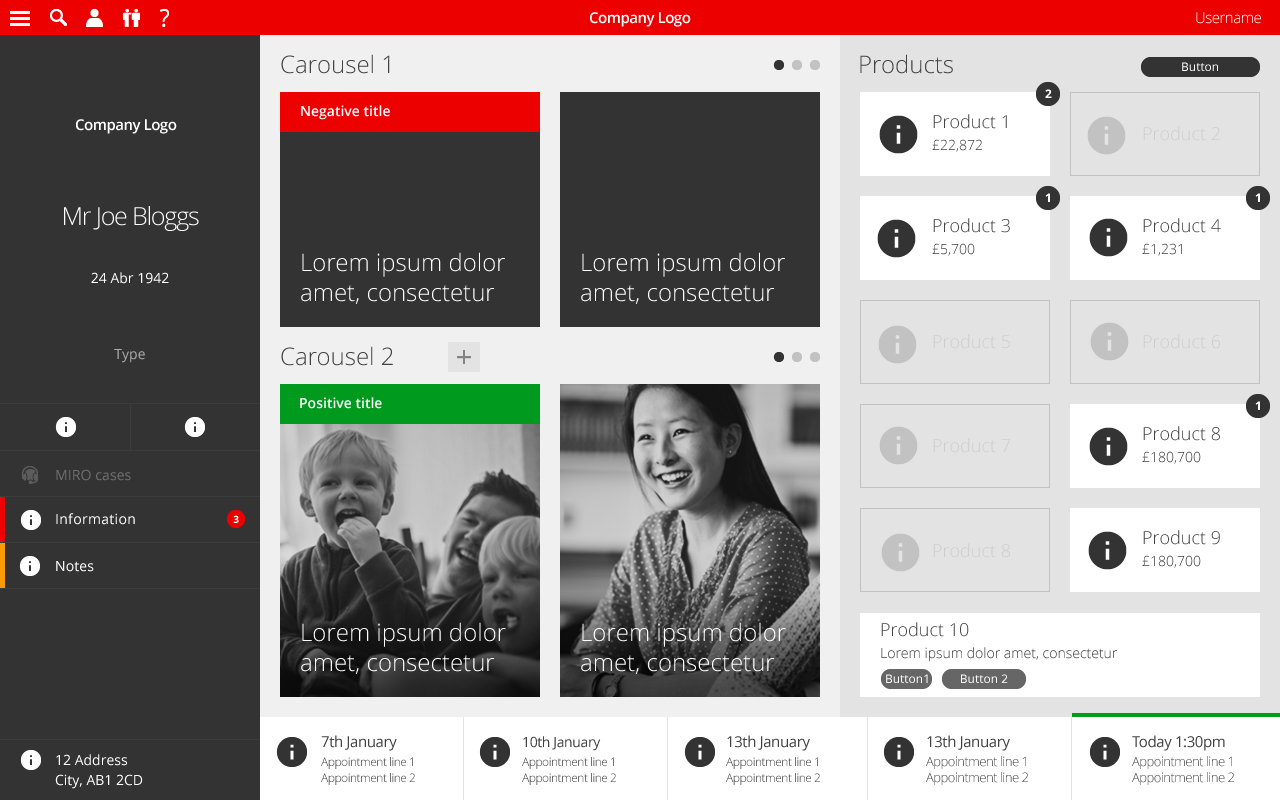 ?
Company Logo
Username
Company Logo
Mr Joe Bloggs
24 Abr 1942
Type
MIRO cases
Information
3
Notes
12 Address
City, AB1 2CD
Carousel 1
Negative title
Lorem ipsum dolor
amet, consectetur
Lorem ipsum dolor
amet, consectetur
Carousel 2
+
Positive title
Lorem ipsum dolor
amet, consectetur
Lorem ipsum dolor
amet, consectetur
Products
Button
2
Product 1
£22,872
Product 2
1
Product 3
£5,700
1
Product 4
£1,231
Product 5
Product 6
Product 7
1
Product 8
£180,700
Product 8
Product 9
£180,700
Product 10
Lorem ipsum dolor amet, consectetur
Button1
Button 2
7th January
Appointment line 1
Appointment line 2
10th January
Appointment line 1
Appointment line 2
13th January
Appointment line 1
Appointment line 2
13th January
Appointment line 1
Appointment line 2
Today 1:30pm
Appointment line 1
Appointment line 2